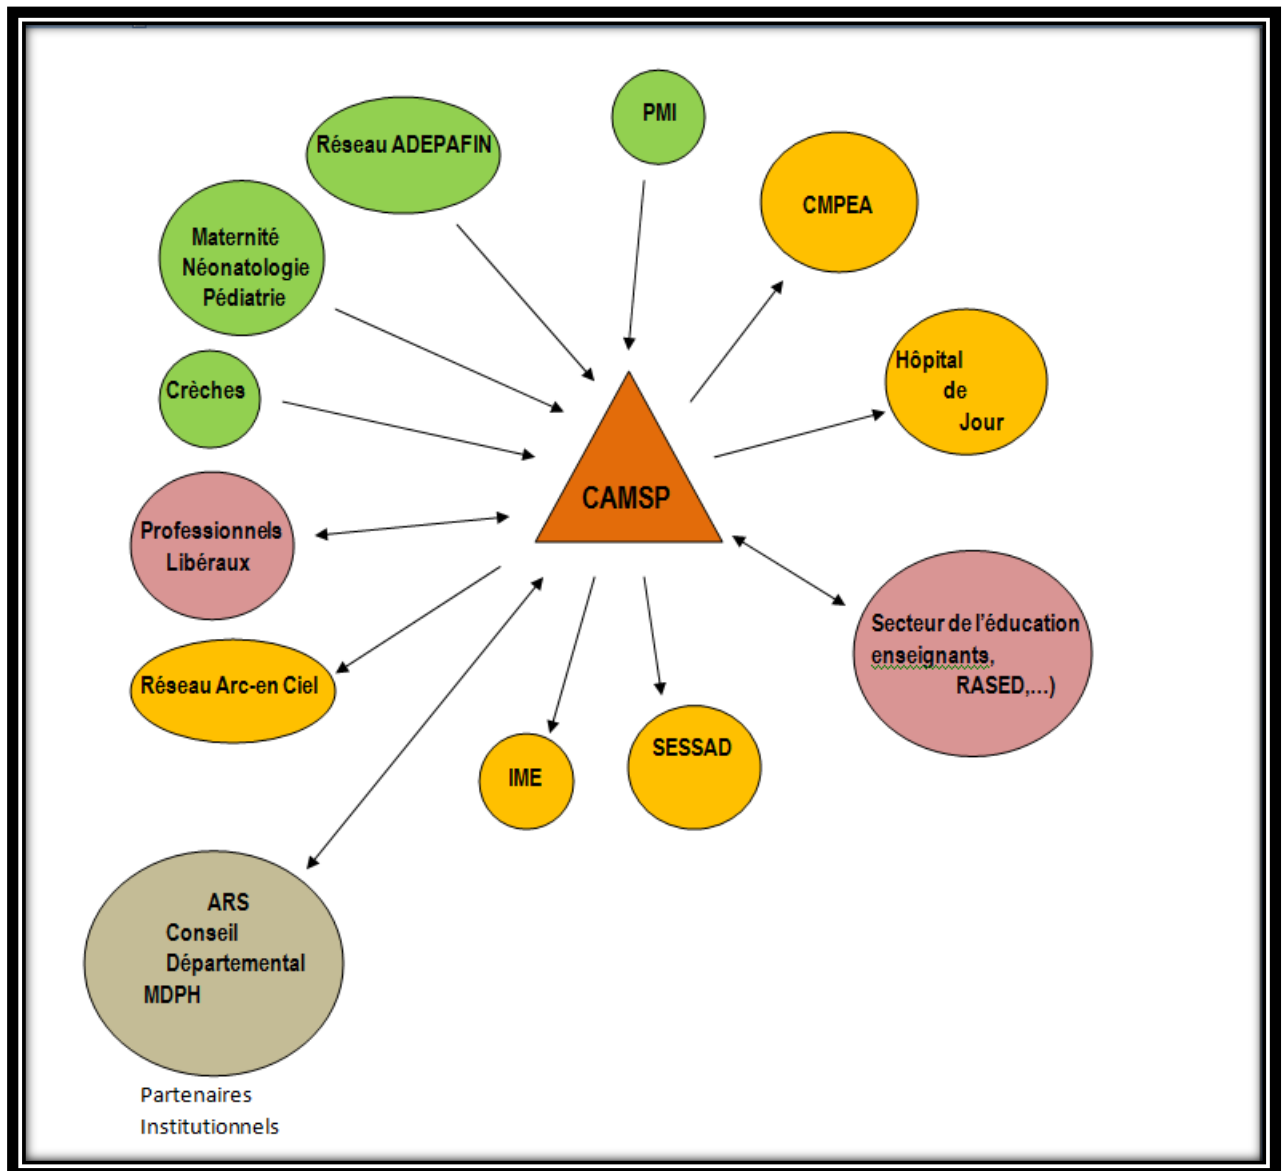 PMI
Réseau ADEPAFIN
CMPEA
Maternité
Néonatologie
Pédiatrie
Hôpital
de
Jour
Crèches
CAMSP
Professionnels
Libéraux
Secteur de l'éducation
enseignants,
RASED,...)
Réseau Arc-en Ciel
SESSAD
IME
ARS
Conseil
Départemental
MDPH
Partenaires
Institutionnels